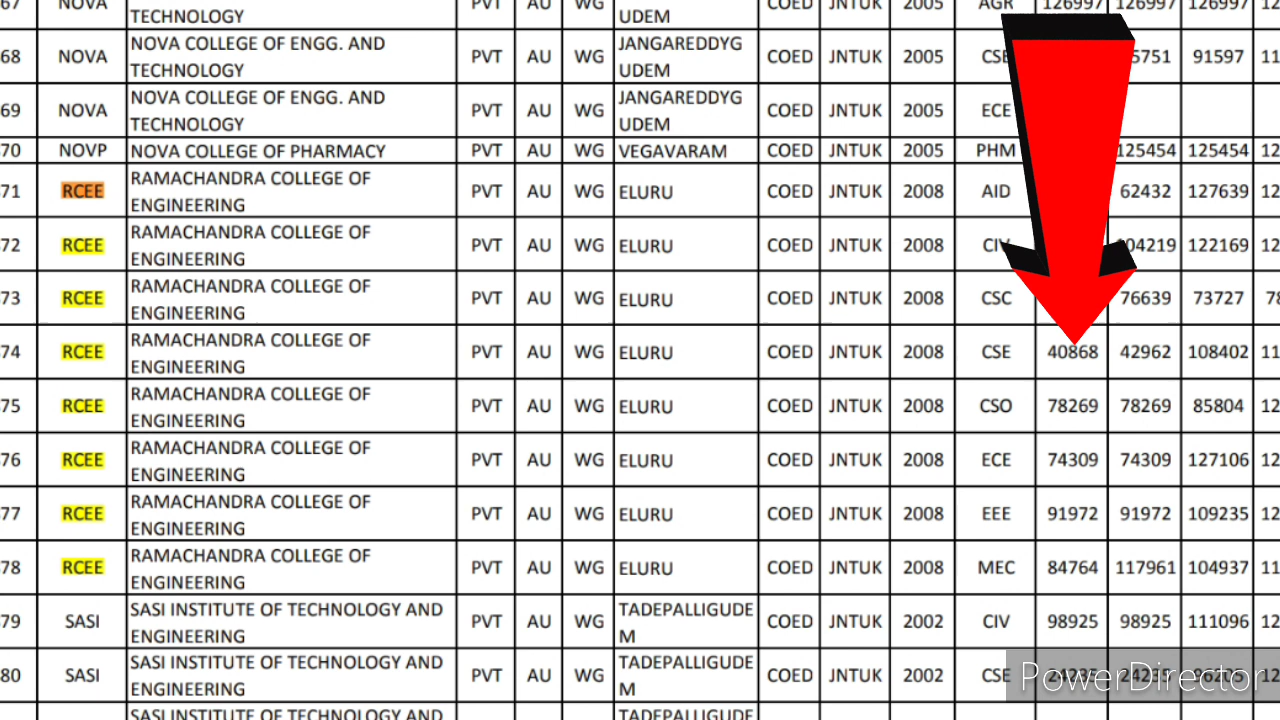 67 NOVA TECHNOLOGY PVT AU WG UDEM COED JNTUK 2005 AGR 126997 126997 126997
68 NOVA NOVA COLLEGE OF ENGG. AND TECHNOLOGY PVT AU WG JANGAREDDYG UDEM COED JNTUK 2005 CSE 91597
69 NOVA NOVA COLLEGE OF ENGG. AND TECHNOLOGY PVT AU WG JANGAREDDYG UDEM COED JNTUK 2005 ECE
70 NOVP NOVA COLLEGE OF PHARMACY PVT AU WG VEGAVARAM COED JNTUK 2005 PHM 125454 125454
71 RCEE RAMACHANDRA COLLEGE OF ENGINEERING PVT AU WG ELURU COED JNTUK 2008 AID 62432 127639
72 RCEE RAMACHANDRA COLLEGE OF ENGINEERING PVT AU WG ELURU COED JNTUK 2008 CIV 104219 122169
73 RCEE RAMACHANDRA COLLEGE OF ENGINEERING PVT AU WG ELURU COED JNTUK 2008 CSC 76639 73727
74 RCEE RAMACHANDRA COLLEGE OF ENGINEERING PVT AU WG ELURU COED JNTUK 2008 CSE 40868 42962 108402
75 RCEE RAMACHANDRA COLLEGE OF ENGINEERING PVT AU WG ELURU COED JNTUK 2008 CSO 78269 78269 85804
76 RCEE RAMACHANDRA COLLEGE OF ENGINEERING PVT AU WG ELURU COED JNTUK 2008 ECE 74309 74309 127106
77 RCEE RAMACHANDRA COLLEGE OF ENGINEERING PVT AU WG ELURU COED JNTUK 2008 EEE 91972 91972 109235
78 RCEE RAMACHANDRA COLLEGE OF ENGINEERING PVT AU WG ELURU COED JNTUK 2008 MEC 84764 117961 104937
79 SASI SASI INSTITUTE OF TECHNOLOGY AND ENGINEERING PVT AU WG TADEPALLIGUDE M COED JNTUK 2002 CIV 98925 98925 111096
80 SASI SASI INSTITUTE OF TECHNOLOGY AND ENGINEERING PVT AU WG TADEPALLIGUDE M COED JNTUK 2002 CSE
SASI INSTITUTE OF TECHNOLOGY AND TADEPALLIGUDE
PowerDirector